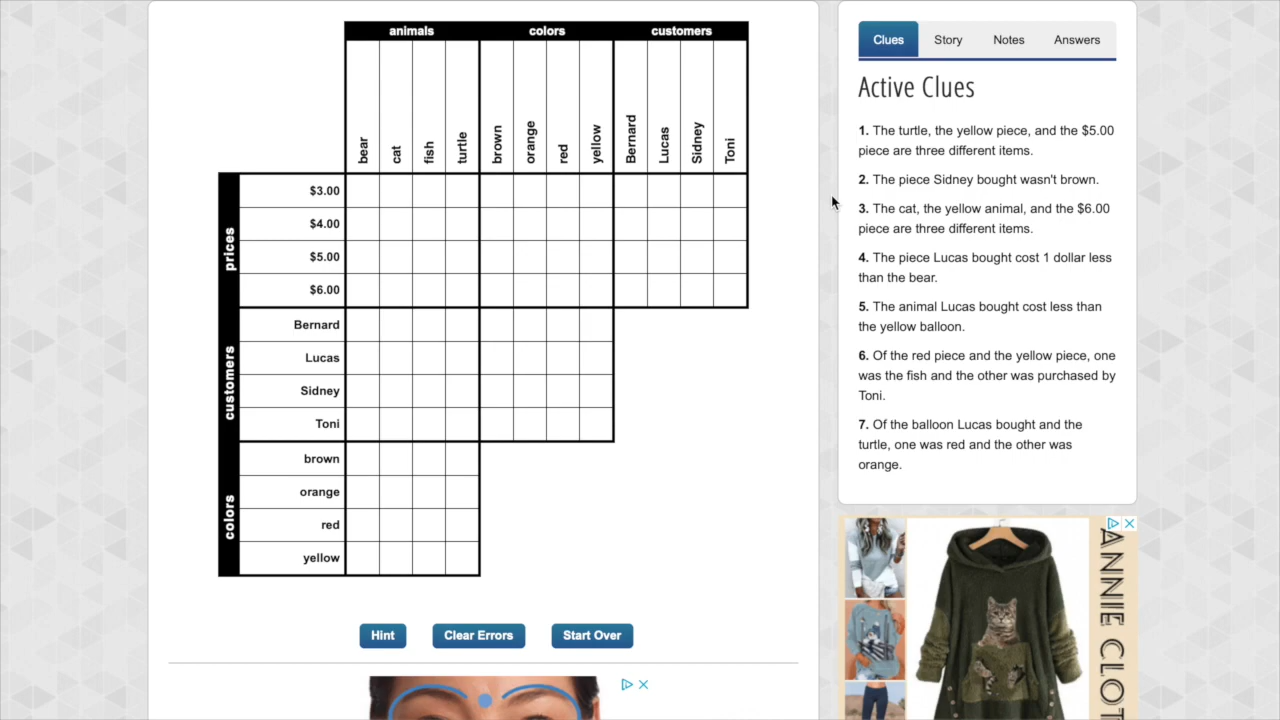 animals colors customers
bear cat fish turtle brown orange red yellow Bernard Lucas Sidney Toni
prices
$3.00
$4.00
$5.00
$6.00
customers
Bernard
Lucas
Sidney
Toni
colors
brown
orange
red
yellow
Hint Clear Errors Start Over
Clues Story Notes Answers
Active Clues
1. The turtle, the yellow piece, and the $5.00
piece are three different items.
2. The piece Sidney bought wasn't brown.
3. The cat, the yellow animal, and the $6.00
piece are three different items.
4. The piece Lucas bought cost 1 dollar less
than the bear.
5. The animal Lucas bought cost less than
the yellow balloon.
6. Of the red piece and the yellow piece, one
was the fish and the other was purchased by
Toni.
7. Of the balloon Lucas bought and the
turtle, one was red and the other was
orange.
ANNIE CLOT